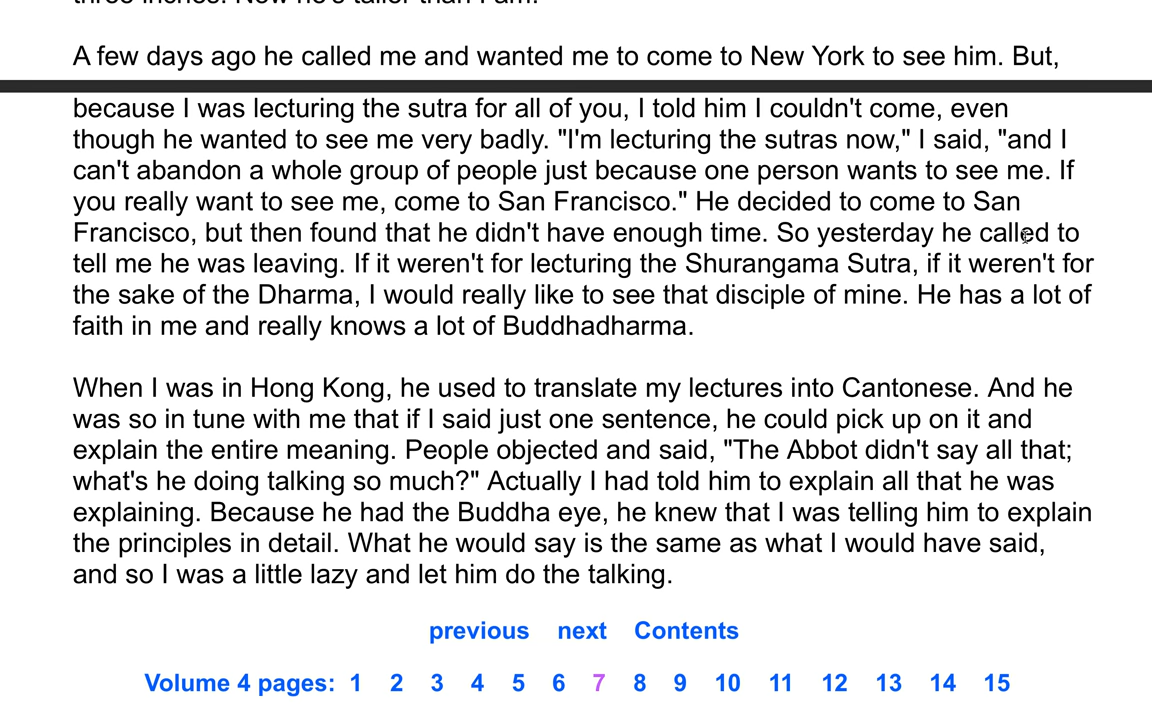 A few days ago he called me and wanted me to come to New York to see him. But,
because I was lecturing the sutra for all of you, I told him I couldn't come, even
though he wanted to see me very badly. "I'm lecturing the sutras now," I said, "and I
can't abandon a whole group of people just because one person wants to see me. If
you really want to see me, come to San Francisco." He decided to come to San
Francisco, but then found that he didn't have enough time. So yesterday he called to
tell me he was leaving. If it weren't for lecturing the Shurangama Sutra, if it weren't for
the sake of the Dharma, I would really like to see that disciple of mine. He has a lot of
faith in me and really knows a lot of Buddhadharma.
When I was in Hong Kong, he used to translate my lectures into Cantonese. And he
was so in tune with me that if I said just one sentence, he could pick up on it and
explain the entire meaning. People objected and said, "The Abbot didn't say all that;
what's he doing talking so much?" Actually I had told him to explain all that he was
explaining. Because he had the Buddha eye, he knew that I was telling him to explain
the principles in detail. What he would say is the same as what I would have said,
and so I was a little lazy and let him do the talking.
previous next Contents
Volume 4 pages: 1 2 3 4 5 6 7 8 9 10 11 12 13 14 15